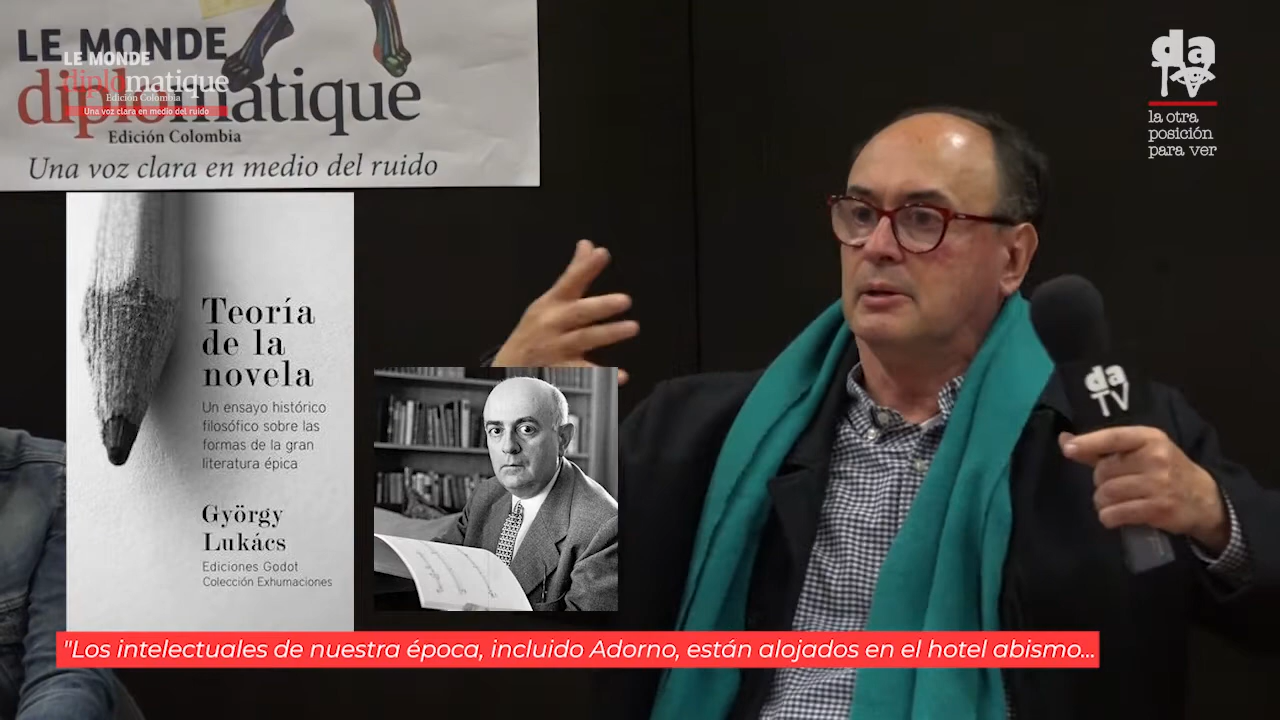 LE MONDE
diplomatique
Edición Colombia
Una voz clara en medio del ruido
LE MONDE
diplomatique
Edición Colombia
Una voz clara en medio del ruido
da
TV
la otra
posición
para ver
Teoría
de la
novela
Un ensayo histórico
filosófico sobre las
formas de la gran
literatura épica
György
Lukács
Ediciones Godot
Colección Exhumaciones
da
TV
"Los intelectuales de nuestra época, incluido Adorno, están alojados en el hotel abismo...